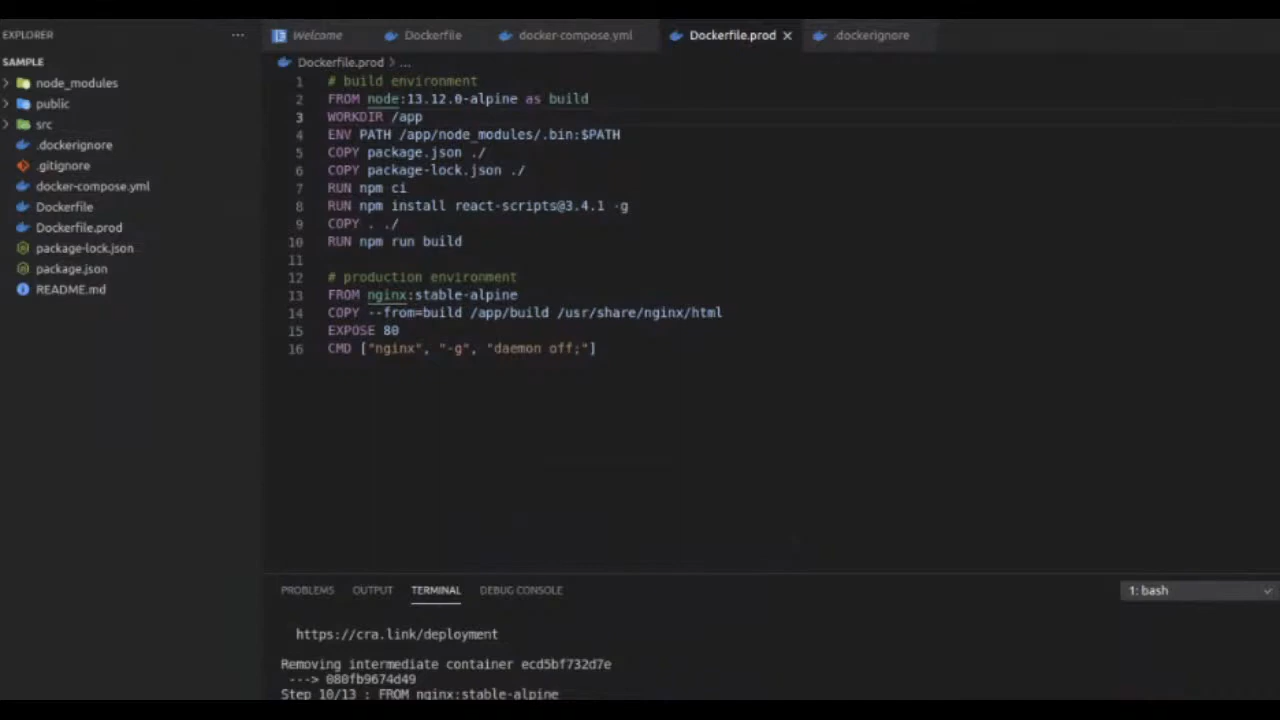 EXPLORER
...
Welcome
Dockerfile
docker-compose.yml
Dockerfile.prod
.dockerignore
SAMPLE
node_modules
public
src
.dockerignore
.gitignore
docker-compose.yml
Dockerfile
Dockerfile.prod
package-lock.json
package.json
README.md
Dockerfile.prod > ...
1 # build environment
2 FROM node:13.12.0-alpine as build
3 WORKDIR /app
4 ENV PATH /app/node_modules/.bin:$PATH
5 COPY package.json ./
6 COPY package-lock.json ./
7 RUN npm ci
8 RUN npm install react-scripts@3.4.1 -g
9 COPY . ./
10 RUN npm run build
11
12 # production environment
13 FROM nginx:stable-alpine
14 COPY --from=build /app/build /usr/share/nginx/html
15 EXPOSE 80
16 CMD ["nginx", "-g", "daemon off;"]
PROBLEMS OUTPUT TERMINAL DEBUG CONSOLE
1: bash
https://cra.link/deployment
Removing intermediate container ecd5bf732d7e
---> 080fb9674d49
Step 10/13 : FROM nginx:stable-alpine